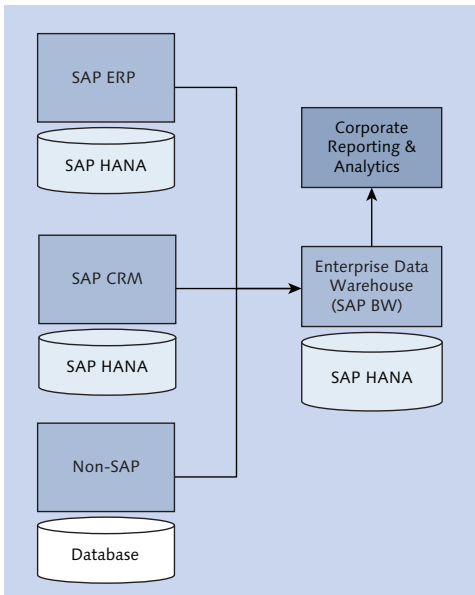 SAP ERP
SAP HANA
SAP CRM
SAP HANA
Non-SAP
Database
Corporate
Reporting &
Analytics
Enterprise Data
Warehouse
(SAP BW)
SAP HANA